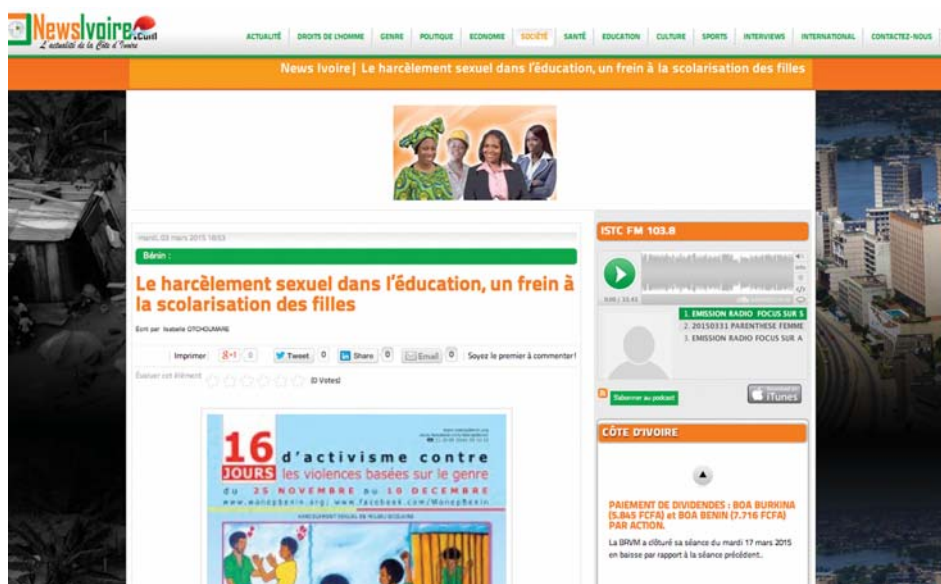 NewsIvoire.com
L'actualité de la Côte d'Ivoire
ACTUALITÉ DROITS DE L'HOMME GENRE POLITIQUE ECONOMIE SOCIÉTÉ SANTÉ EDUCATION CULTURE SPORTS INTERVIEWS INTERNATIONAL CONTACTEZ-NOUS
News Ivoire| Le harcèlement sexuel dans l'éducation, un frein à la scolarisation des filles
mardi, 03 mars 2015 18:53
Bénin :
Le harcèlement sexuel dans l'éducation, un frein à
la scolarisation des filles
Ecrit par Isabelle OTCHOUMARE
Imprimer g+1 0 Tweet 0 Share 0 Email 0 Soyez le premier à commenter!
Évaluer cet élément (0 Votes)
16
JOURS
d'activisme contre
les violences basées sur le genre
du 25 NOVEMBRE au 10 DECEMBRE
www.wanepbenin.org; www.facebook.com/WanepBenin
HARCELEMENT SEXUEL EN MILIEU SCOLAIRE
ISTC FM 103.8
1. EMISSION RADIO FOCUS SUR S
2. 20150331 PARENTHESE FEMME
3. EMISSION RADIO FOCUS SUR A
S'abonner au podcast
iTunes
CÔTE D'IVOIRE
PAIEMENT DE DIVIDENDES : BOA BURKINA
(5.845 FCFA) et BOA BENIN (7.716 FCFA)
PAR ACTION.
La BRVM a clôturé sa séance du mardi 17 mars 2015
en baisse par rapport à la séance précédent..